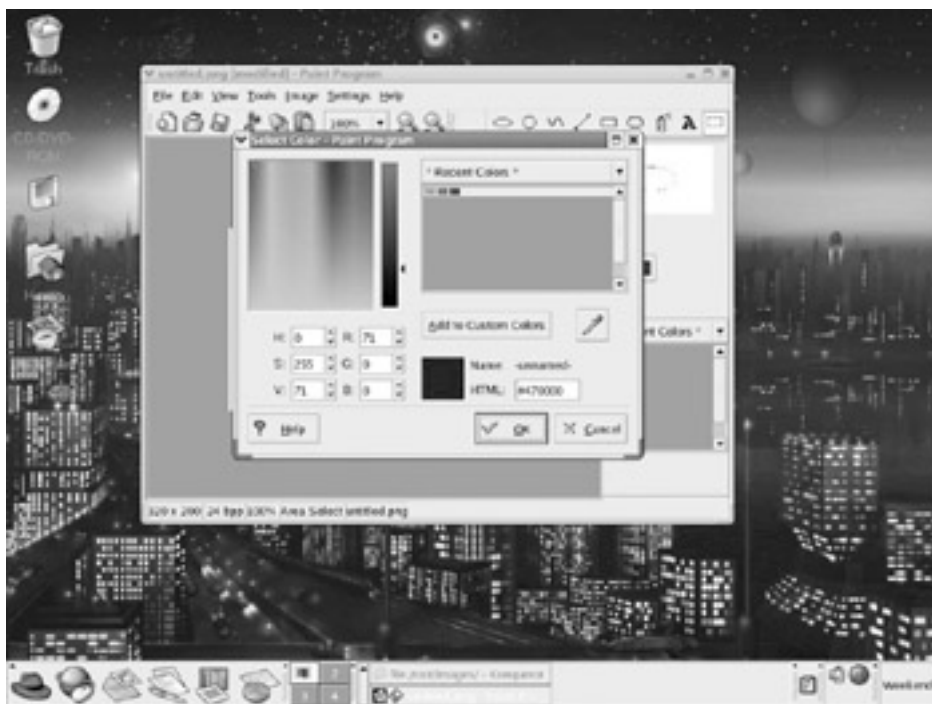 Trash
untitled.png [modified] - Paint Program
File Edit View Tools Image Settings Help
100%
Select Color - Paint Program
* Recent Colors *
Add to Custom Colors
H: 0 R: 71
S: 255 G: 0
V: 71 B: 0
Name: -unnamed-
HTML: #470000
Help OK Cancel
nt Colors *
320 x 200 24 bpp 100% Area Select untitled.png
Weekend